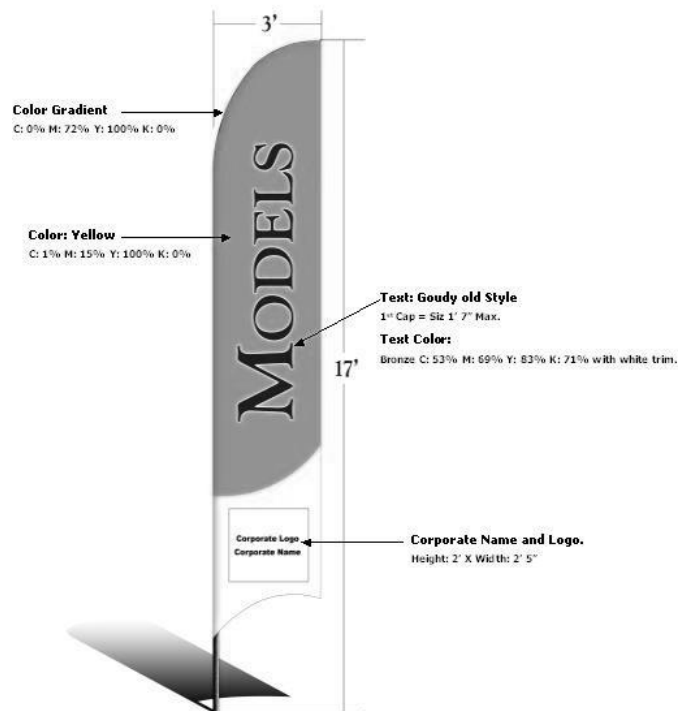 3’
Color Gradient
C: 0% M: 72% Y: 100% K: 0%
MODELS
Color: Yellow
C: 1% M: 15% Y: 100% K: 0%
Text: Goudy old Style
1st Cap = Siz 1’ 7” Max.
Text Color:
Bronze C: 53% M: 69% Y: 83% K: 71% with white trim.
17’
Corporate Logo
Corporate Name
Corporate Name and Logo.
Height: 2’ X Width: 2’ 5”